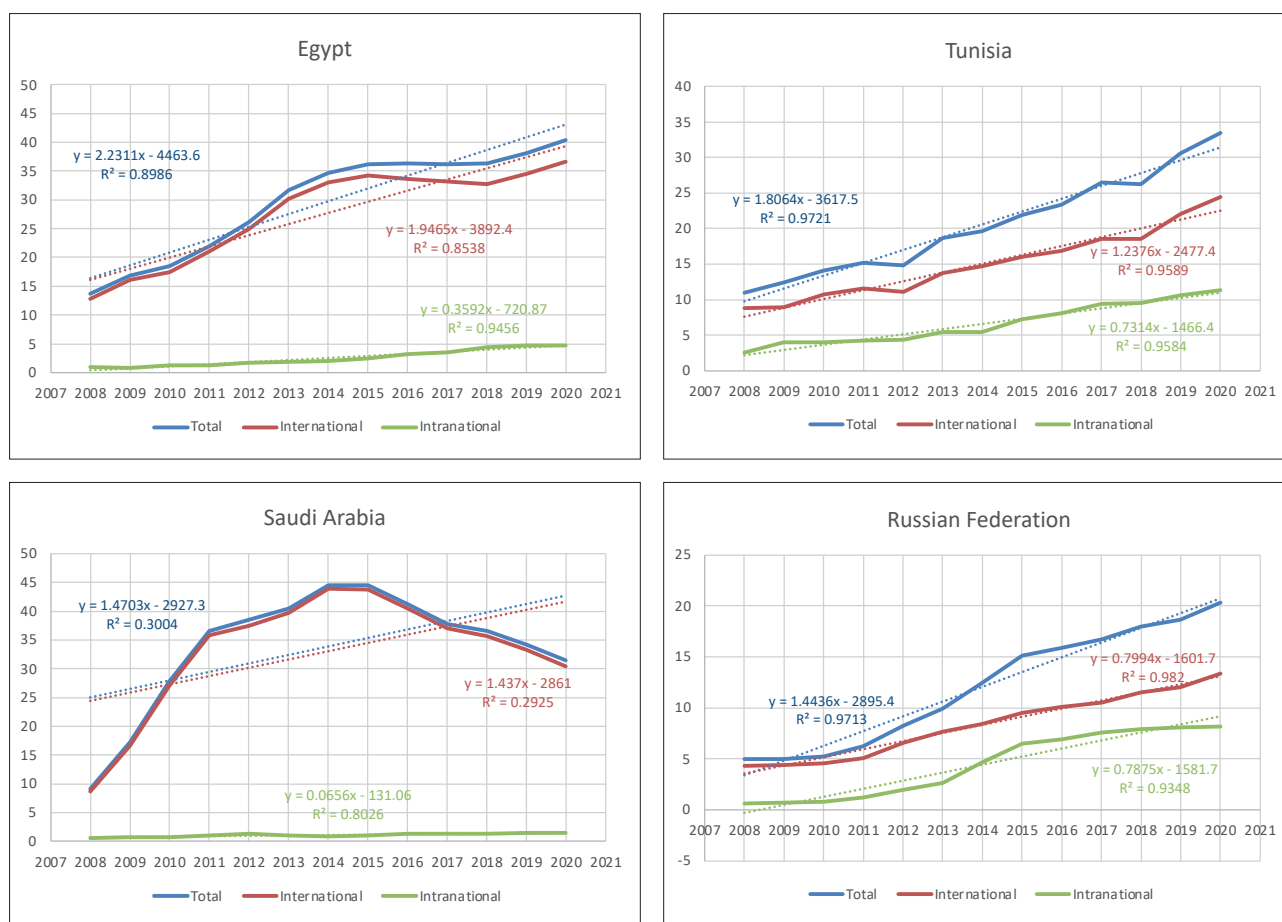 Egypt
50
45
40
35
30
25
20
15
10
5
0
y = 2.2311x - 4463.6
R² = 0.8986
y = 1.9465x - 3892.4
R² = 0.8538
y = 0.3592x - 720.87
R² = 0.9456
2007 2008 2009 2010 2011 2012 2013 2014 2015 2016 2017 2018 2019 2020 2021
Total International Intranational
Tunisia
40
35
30
25
20
15
10
5
0
y = 1.8064x - 3617.5
R² = 0.9721
y = 1.2376x - 2477.4
R² = 0.9589
y = 0.7314x - 1466.4
R² = 0.9584
2007 2008 2009 2010 2011 2012 2013 2014 2015 2016 2017 2018 2019 2020 2021
Total International Intranational
Saudi Arabia
50
45
40
35
30
25
20
15
10
5
0
y = 1.4703x - 2927.3
R² = 0.3004
y = 1.437x - 2861
R² = 0.2925
y = 0.0656x - 131.06
R² = 0.8026
2007 2008 2009 2010 2011 2012 2013 2014 2015 2016 2017 2018 2019 2020 2021
Total International Intranational
Russian Federation
25
20
15
10
5
0
-5
y = 1.4436x - 2895.4
R² = 0.9713
y = 0.7994x - 1601.7
R² = 0.982
y = 0.7875x - 1581.7
R² = 0.9348
2007 2008 2009 2010 2011 2012 2013 2014 2015 2016 2017 2018 2019 2020 2021
Total International Intranational